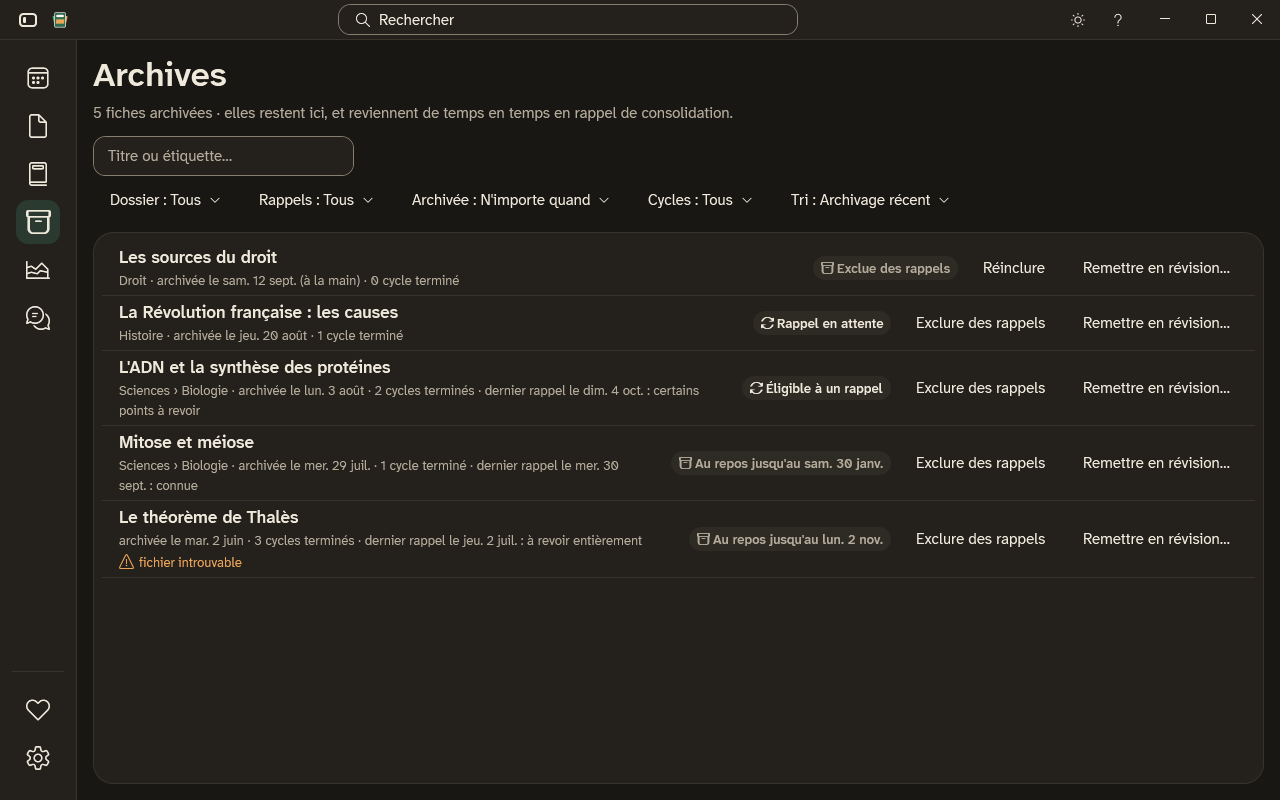 Rechercher
?
Archives
5 fiches archivées · elles restent ici, et reviennent de temps en temps en rappel de consolidation.
Titre ou étiquette...
Dossier : Tous Rappels : Tous Archivée : N'importe quand Cycles : Tous Tri : Archivage récent
Les sources du droit
Droit · archivée le sam. 12 sept. (à la main) · 0 cycle terminé
Exclue des rappels Réinclure Remettre en révision...
La Révolution française : les causes
Histoire · archivée le jeu. 20 août · 1 cycle terminé
Rappel en attente Exclure des rappels Remettre en révision...
L'ADN et la synthèse des protéines
Sciences › Biologie · archivée le lun. 3 août · 2 cycles terminés · dernier rappel le dim. 4 oct. : certains
points à revoir
Éligible à un rappel Exclure des rappels Remettre en révision...
Mitose et méiose
Sciences › Biologie · archivée le mer. 29 juil. · 1 cycle terminé · dernier rappel le mer. 30
sept. : connue
Au repos jusqu'au sam. 30 janv. Exclure des rappels Remettre en révision...
Le théorème de Thalès
archivée le mar. 2 juin · 3 cycles terminés · dernier rappel le jeu. 2 juil. : à revoir entièrement
fichier introuvable
Au repos jusqu'au lun. 2 nov. Exclure des rappels Remettre en révision...